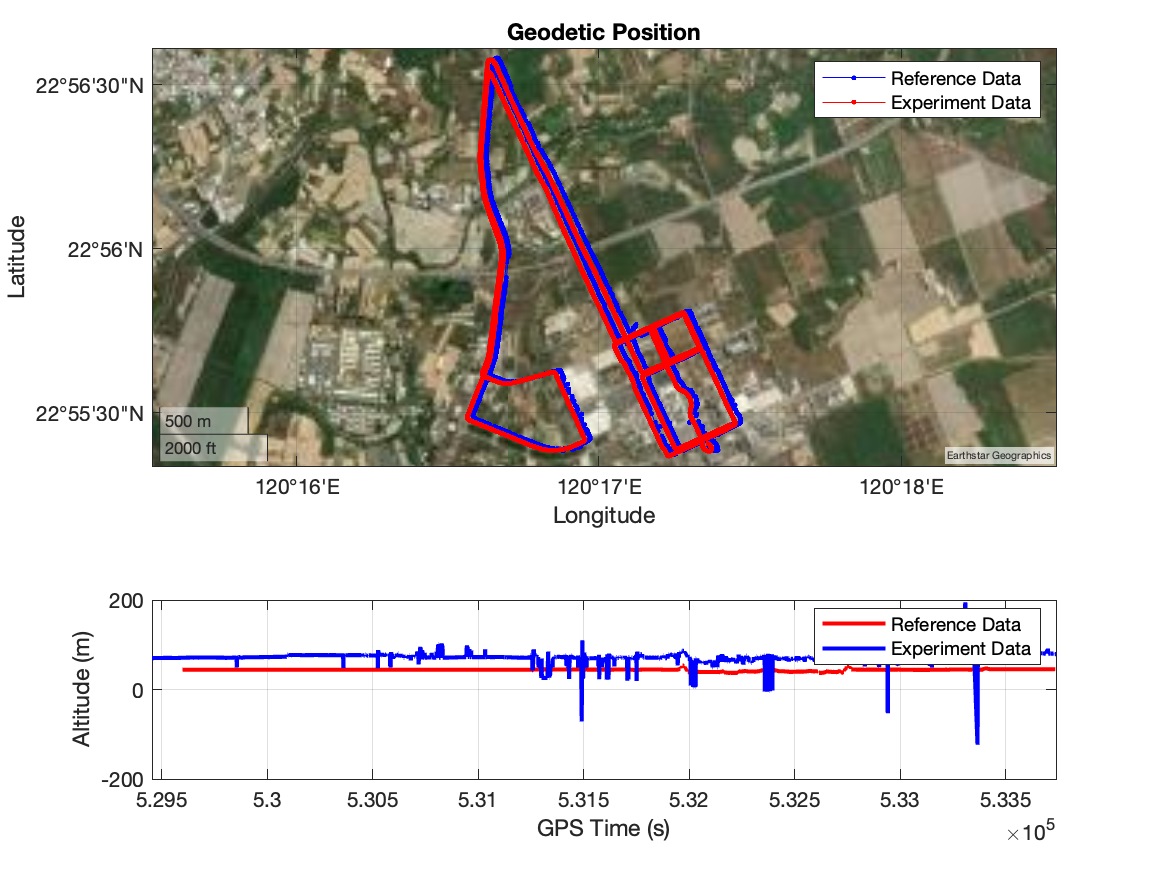 Geodetic Position
Reference Data
Experiment Data
22°56'30"N
22°56'N
22°55'30"N
Latitude
500 m
2000 ft
Earthstar Geographics
120°16'E
120°17'E
120°18'E
Longitude
200
0
-200
Altitude (m)
Reference Data
Experiment Data
5.295
5.3
5.305
5.31
5.315
5.32
5.325
5.33
5.335
GPS Time (s)
×10⁵